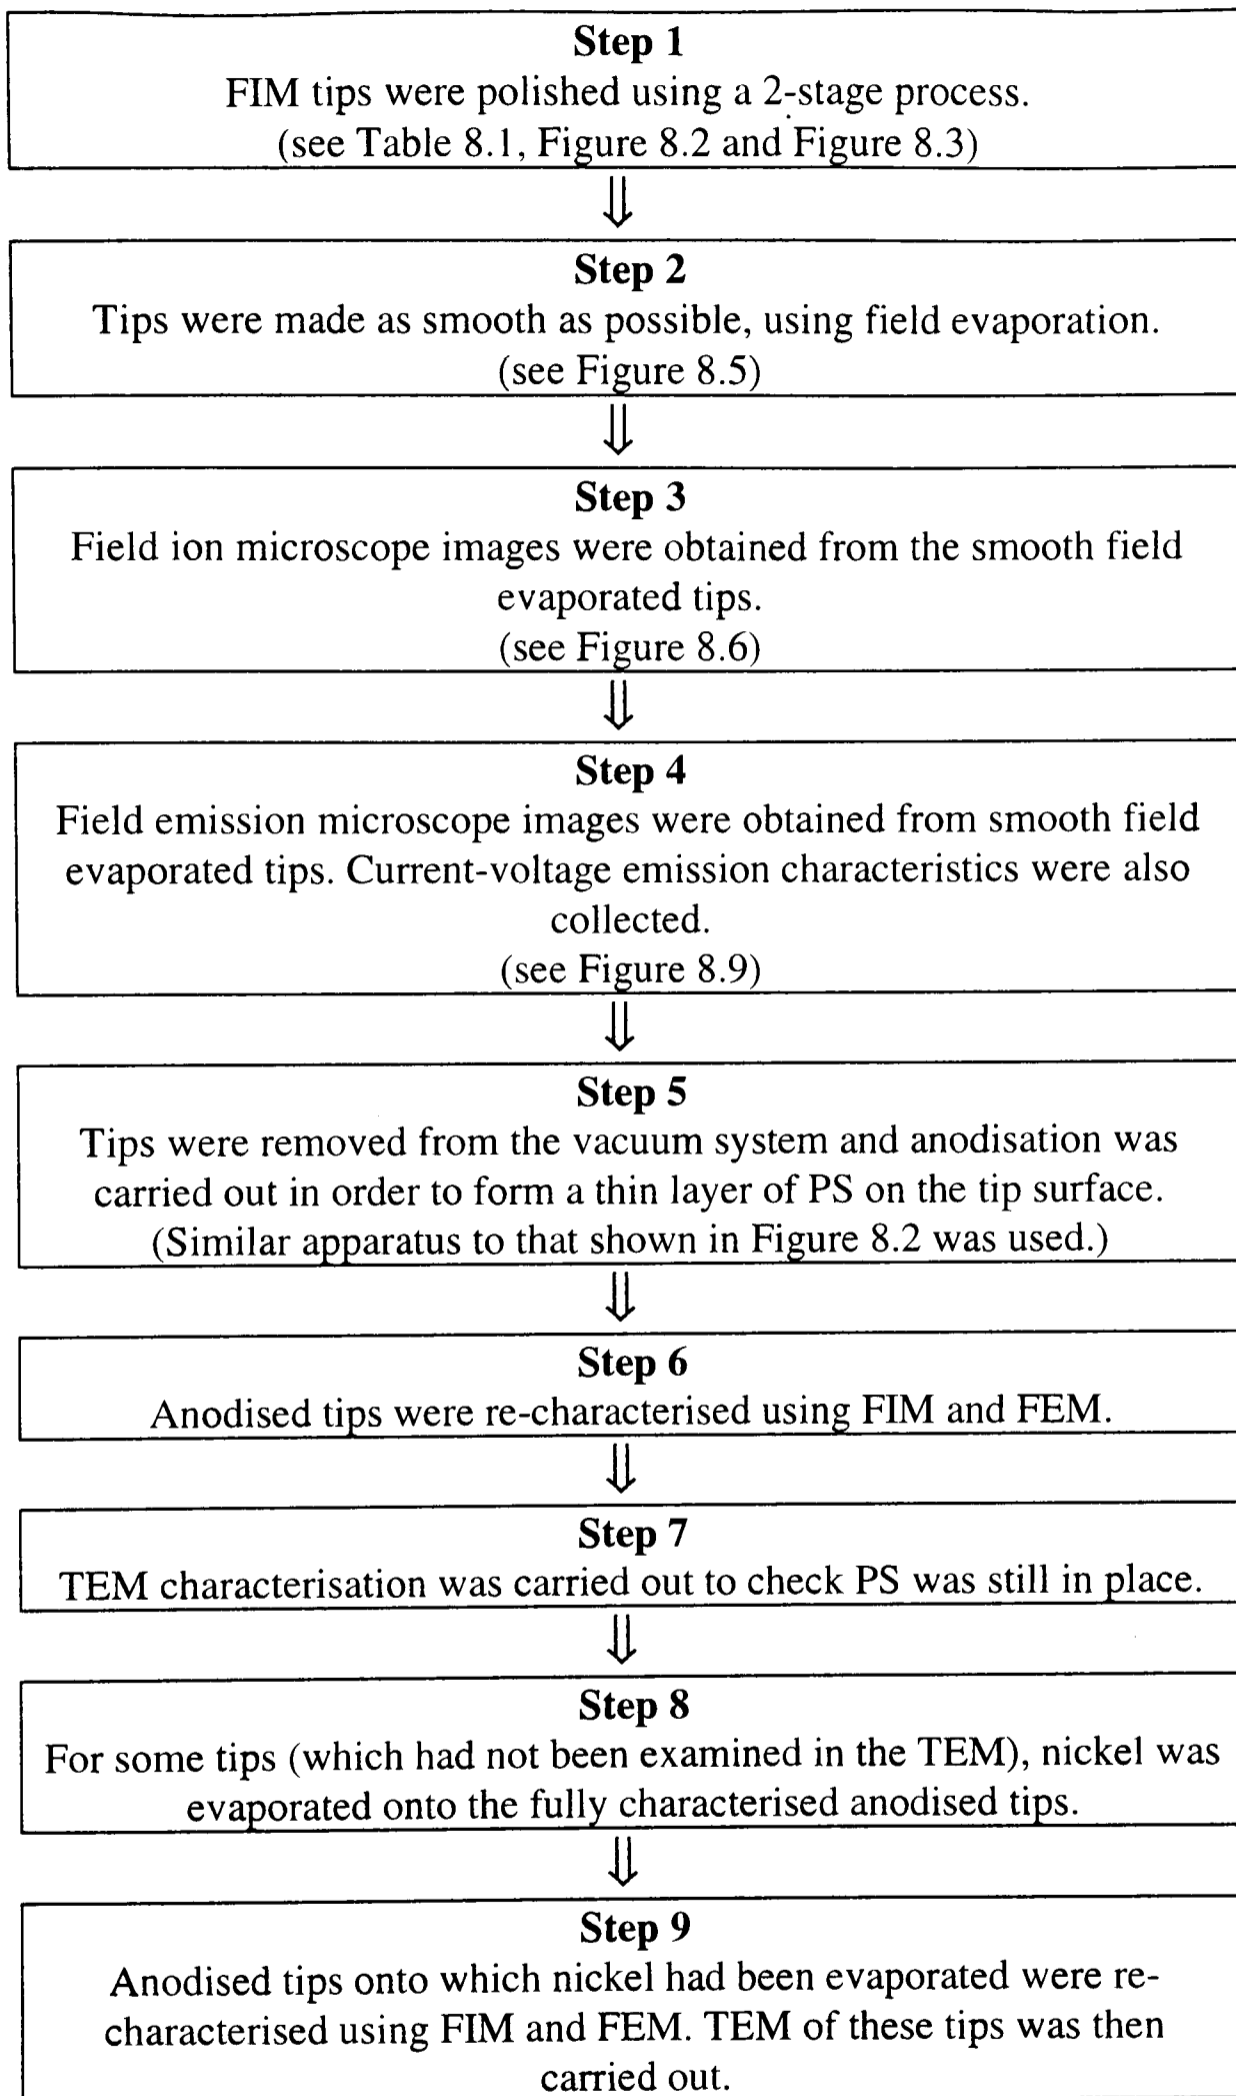 Step 1
FIM tips were polished using a 2-stage process.
(see Table 8.1, Figure 8.2 and Figure 8.3)
⇓
Step 2
Tips were made as smooth as possible, using field evaporation.
(see Figure 8.5)
⇓
Step 3
Field ion microscope images were obtained from the smooth field
evaporated tips.
(see Figure 8.6)
⇓
Step 4
Field emission microscope images were obtained from smooth field
evaporated tips. Current-voltage emission characteristics were also
collected.
(see Figure 8.9)
⇓
Step 5
Tips were removed from the vacuum system and anodisation was
carried out in order to form a thin layer of PS on the tip surface.
(Similar apparatus to that shown in Figure 8.2 was used.)
⇓
Step 6
Anodised tips were re-characterised using FIM and FEM.
⇓
Step 7
TEM characterisation was carried out to check PS was still in place.
⇓
Step 8
For some tips (which had not been examined in the TEM), nickel was
evaporated onto the fully characterised anodised tips.
⇓
Step 9
Anodised tips onto which nickel had been evaporated were re-
characterised using FIM and FEM. TEM of these tips was then
carried out.